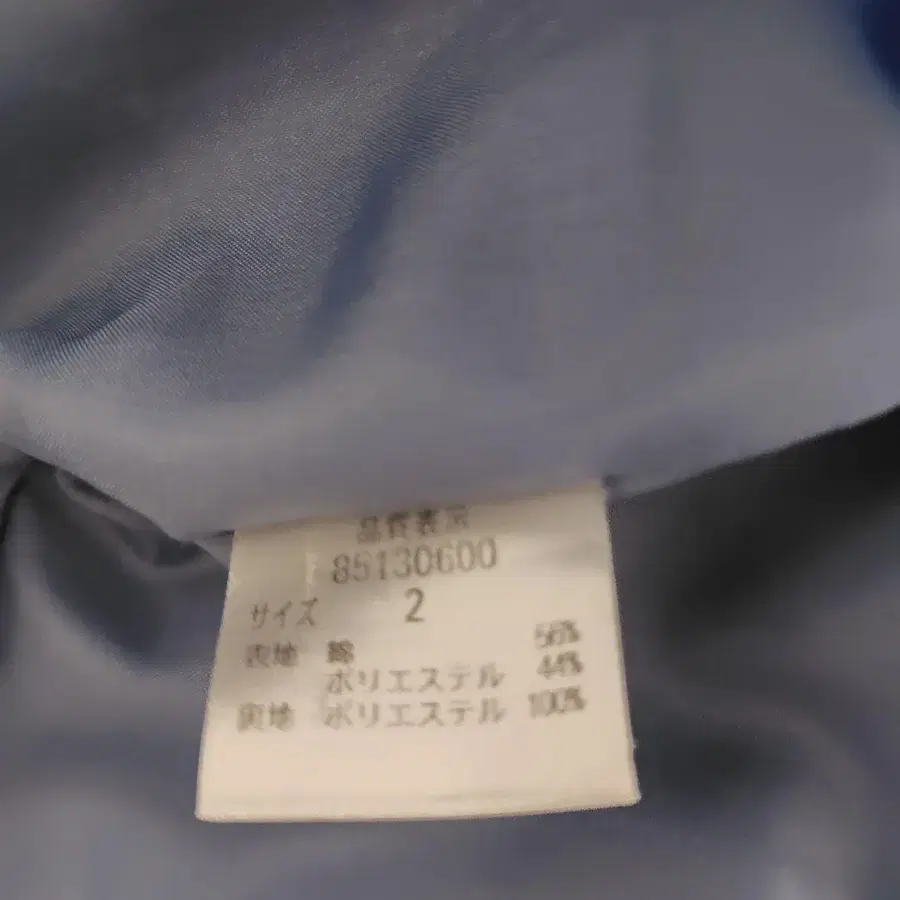 品質表示
85130600
サイズ 2
表地 綿 56%
ポリエステル 44%
裏地 ポリエステル 100%